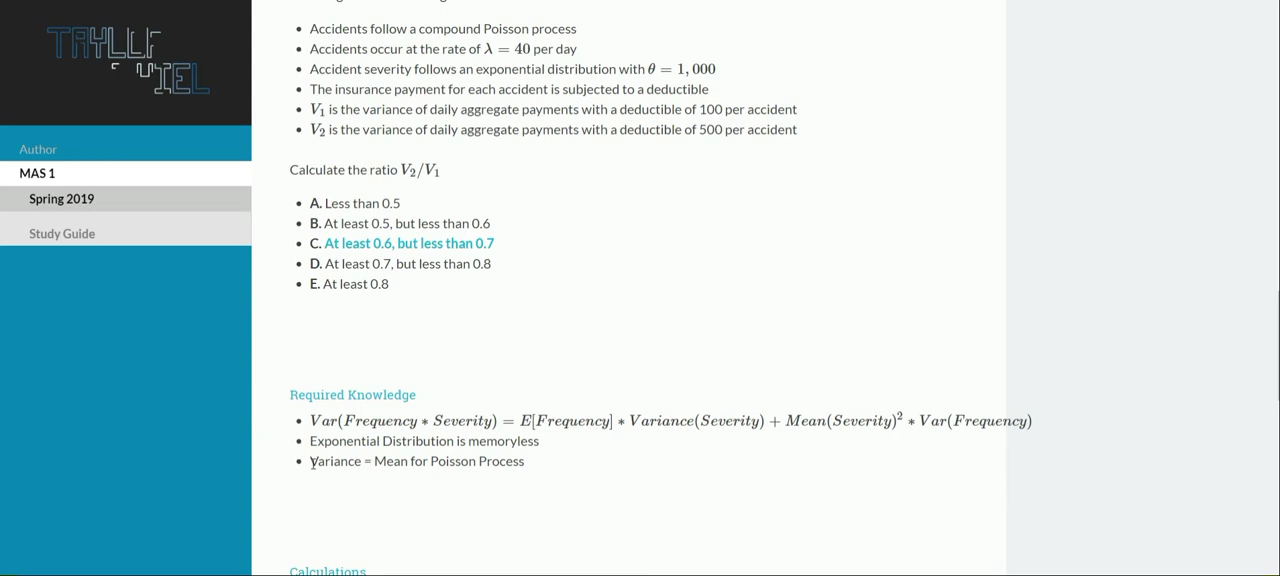 Accidents follow a compound Poisson process
Accidents occur at the rate of λ = 40 per day
Accident severity follows an exponential distribution with θ = 1,000
The insurance payment for each accident is subjected to a deductible
V₁ is the variance of daily aggregate payments with a deductible of 100 per accident
V₂ is the variance of daily aggregate payments with a deductible of 500 per accident
Author
MAS 1
Spring 2019
Study Guide
Calculate the ratio V₂/V₁
A. Less than 0.5
B. At least 0.5, but less than 0.6
C. At least 0.6, but less than 0.7
D. At least 0.7, but less than 0.8
E. At least 0.8
Required Knowledge
Var(Frequency * Severity) = E[Frequency] * Variance(Severity) + Mean(Severity)² * Var(Frequency)
Exponential Distribution is memoryless
Variance = Mean for Poisson Process
Calculations